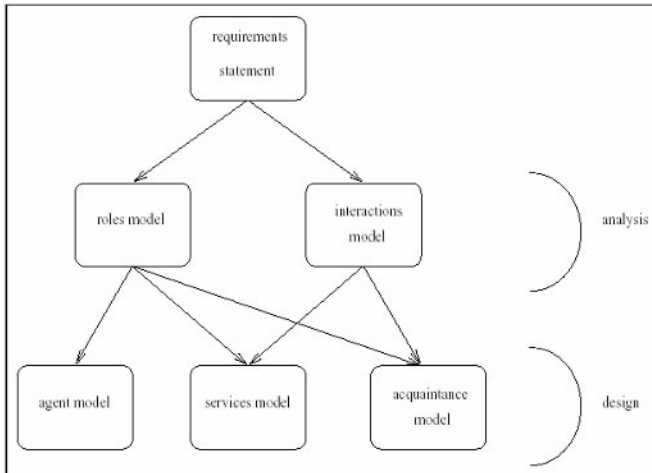 requirements
statement
roles model
interactions
model
analysis
agent model
services model
acquaintance
model
design